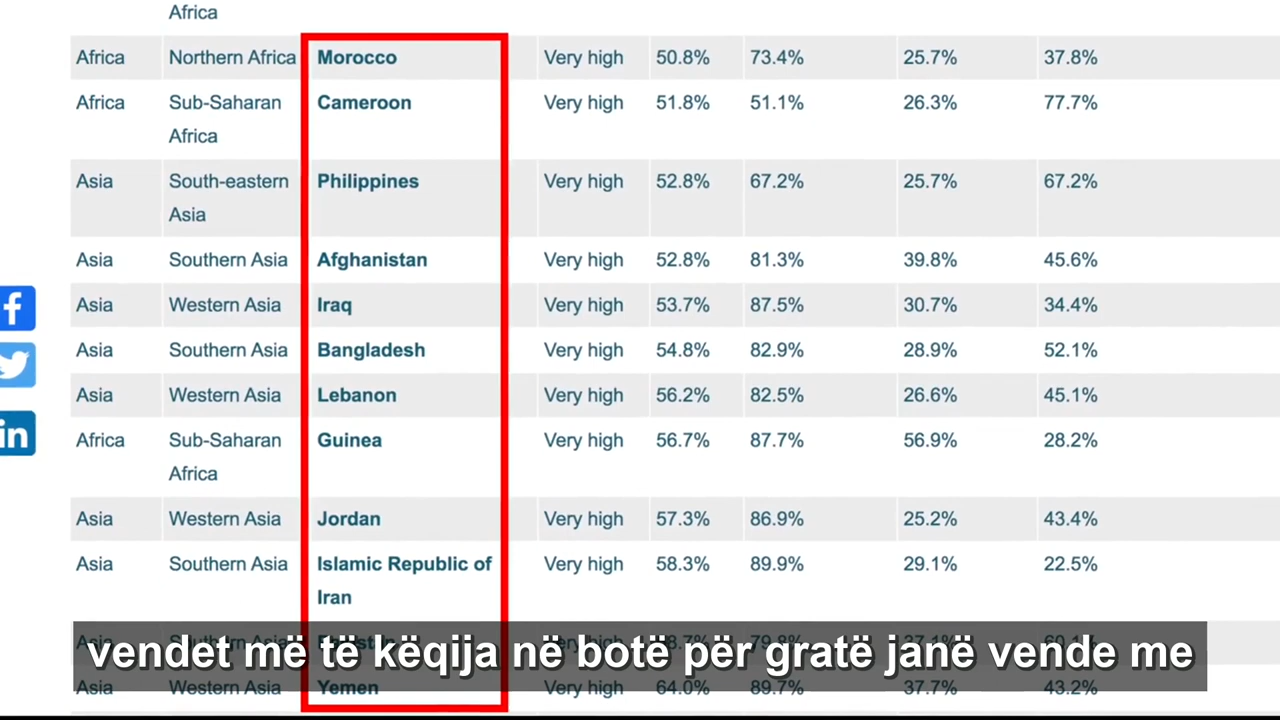 Africa
Africa Northern Africa Morocco Very high 50.8% 73.4% 25.7% 37.8%
Africa Sub-Saharan Cameroon Very high 51.8% 51.1% 26.3% 77.7%
Africa
Asia South-eastern Philippines Very high 52.8% 67.2% 25.7% 67.2%
Asia
Asia Southern Asia Afghanistan Very high 52.8% 81.3% 39.8% 45.6%
Asia Western Asia Iraq Very high 53.7% 87.5% 30.7% 34.4%
Asia Southern Asia Bangladesh Very high 54.8% 82.9% 28.9% 52.1%
Asia Western Asia Lebanon Very high 56.2% 82.5% 26.6% 45.1%
Africa Sub-Saharan Guinea Very high 56.7% 87.7% 56.9% 28.2%
Africa
Asia Western Asia Jordan Very high 57.3% 86.9% 25.2% 43.4%
Asia Southern Asia Islamic Republic of Very high 58.3% 89.9% 29.1% 22.5%
Iran
vendet më të këqija në botë për gratë janë vende me
Asia Western Asia Yemen Very high 64.0% 89.7% 37.7% 43.2%
f
in